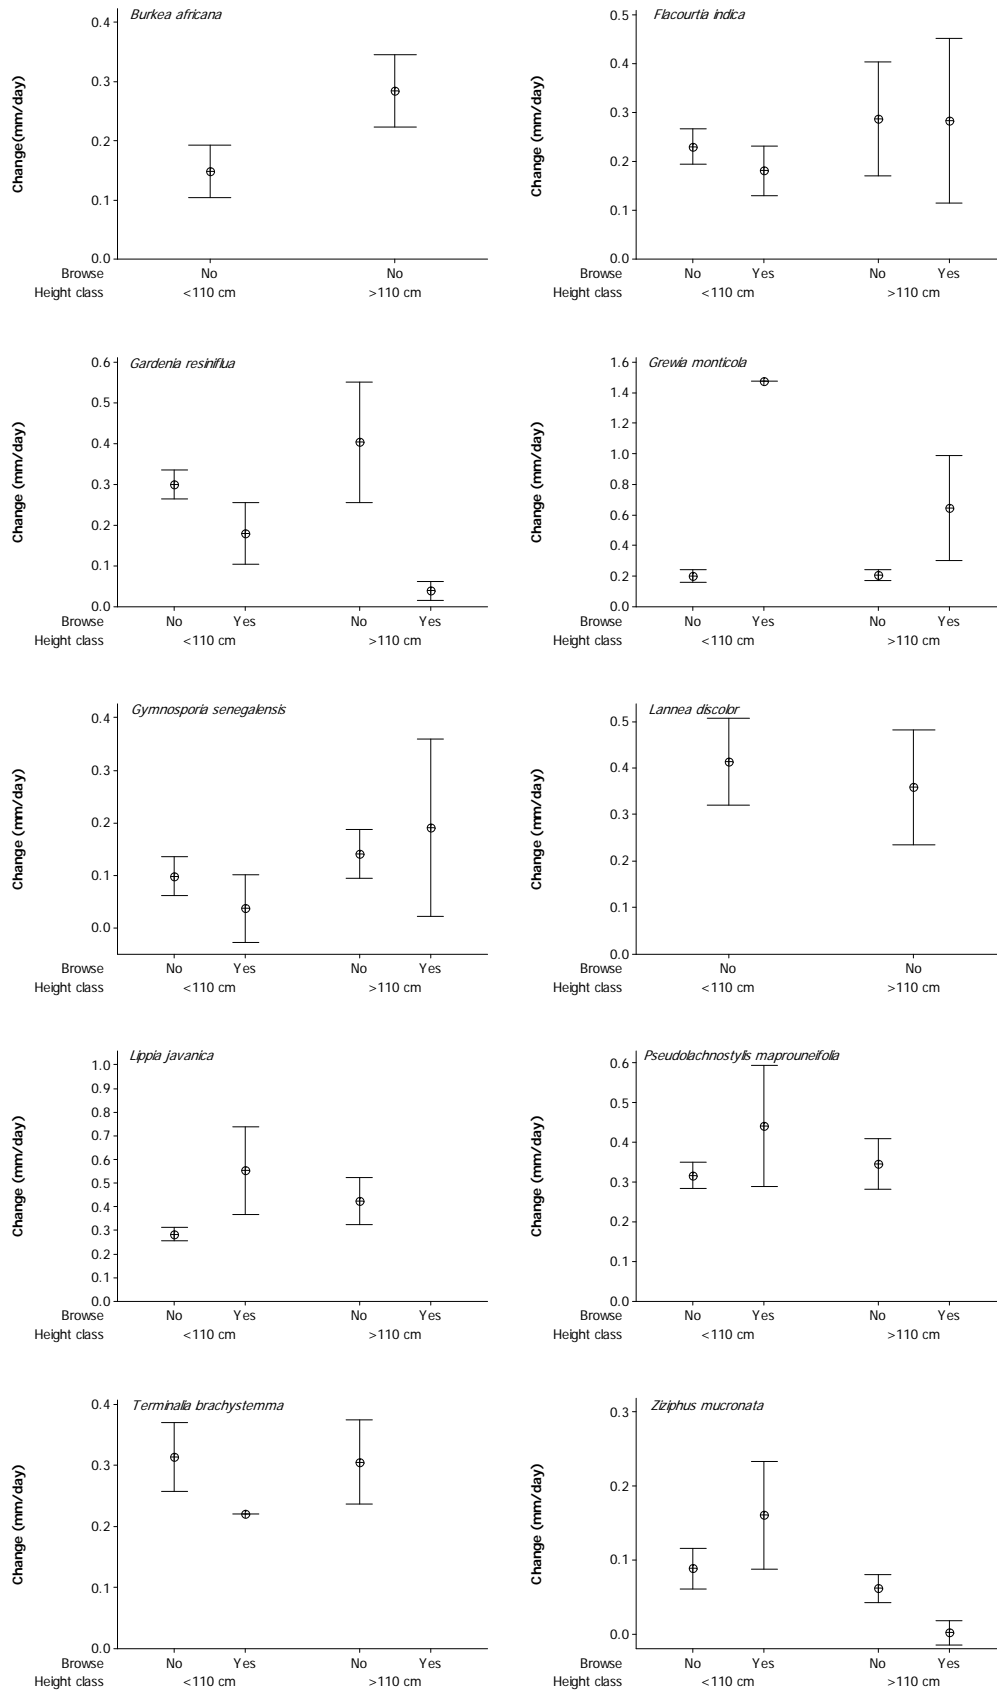 Burkea africana
Change(mm/day)
0.4
0.3
0.2
0.1
0.0
Browse No No
Height class <110 cm >110 cm
Flacourtia indica
Change (mm/day)
0.5
0.4
0.3
0.2
0.1
0.0
Browse No Yes No Yes
Height class <110 cm >110 cm
Gardenia resiniflua
Change (mm/day)
0.6
0.5
0.4
0.3
0.2
0.1
0.0
Browse No Yes No Yes
Height class <110 cm >110 cm
Grewia monticola
Change (mm/day)
1.6
1.4
1.2
1.0
0.8
0.6
0.4
0.2
0.0
Browse No Yes No Yes
Height class <110 cm >110 cm
Gymnosporia senegalensis
Change (mm/day)
0.4
0.3
0.2
0.1
0.0
Browse No Yes No Yes
Height class <110 cm >110 cm
Lannea discolor
Change (mm/day)
0.5
0.4
0.3
0.2
0.1
0.0
Browse No No
Height class <110 cm >110 cm
Lippia javanica
Change (mm/day)
1.0
0.9
0.8
0.7
0.6
0.5
0.4
0.3
0.2
0.1
0.0
Browse No Yes No Yes
Height class <110 cm >110 cm
Pseudolachnostylis maprouneifolia
Change (mm/day)
0.6
0.5
0.4
0.3
0.2
0.1
0.0
Browse No Yes No Yes
Height class <110 cm >110 cm
Terminalia brachystemma
Change (mm/day)
0.4
0.3
0.2
0.1
0.0
Browse No Yes No Yes
Height class <110 cm >110 cm
Ziziphus mucronata
Change (mm/day)
0.3
0.2
0.1
0.0
Browse No Yes No Yes
Height class <110 cm >110 cm